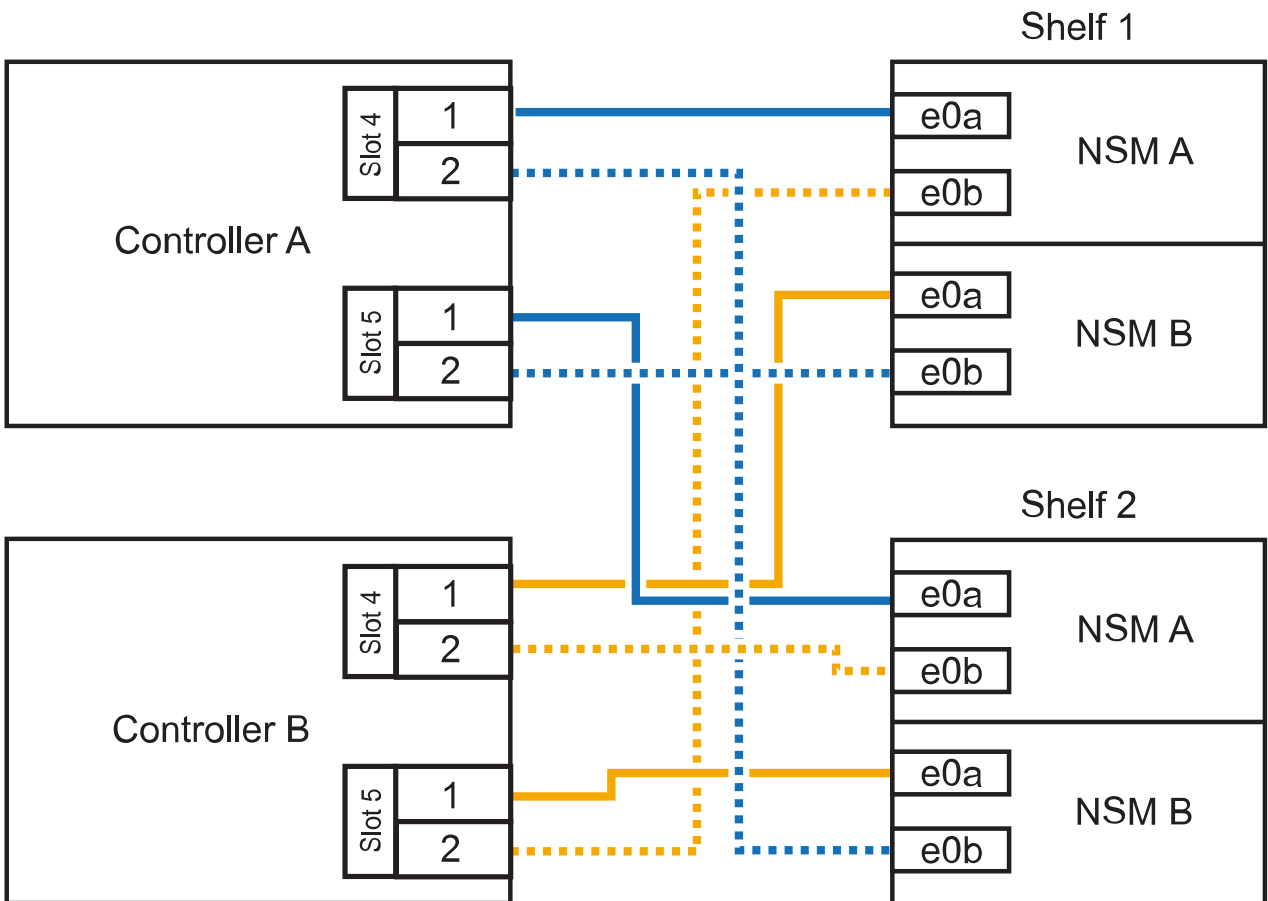 Shelf 1
Controller A
Slot 4
1
2
Slot 5
1
2
e0a
e0b
NSM A
e0a
e0b
NSM B
Shelf 2
Controller B
Slot 4
1
2
Slot 5
1
2
e0a
e0b
NSM A
e0a
e0b
NSM B